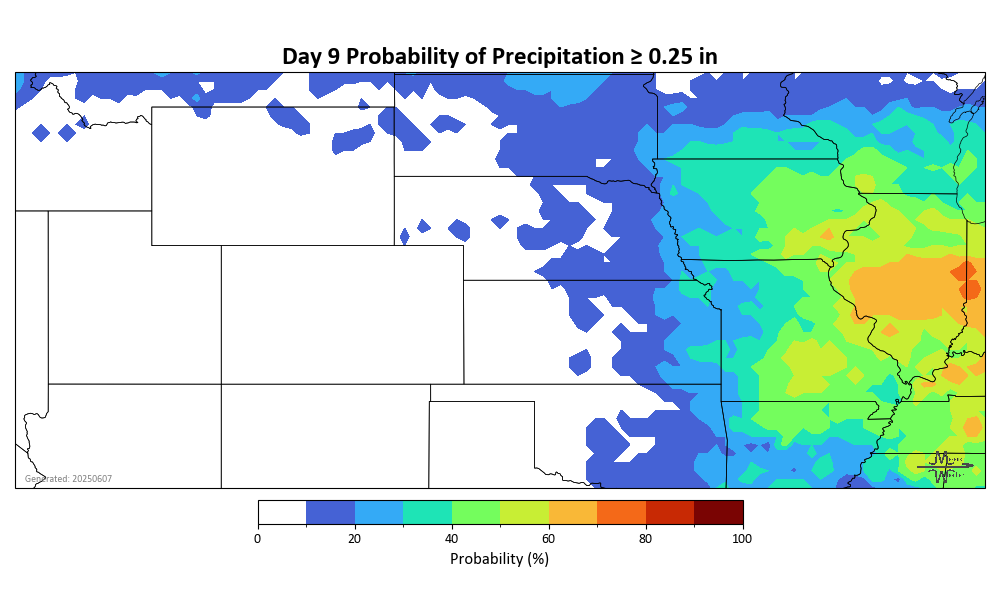 Day 9 Probability of Precipitation ≥ 0.25 in
Generated: 20250607
0 20 40 60 80 100
Probability (%)